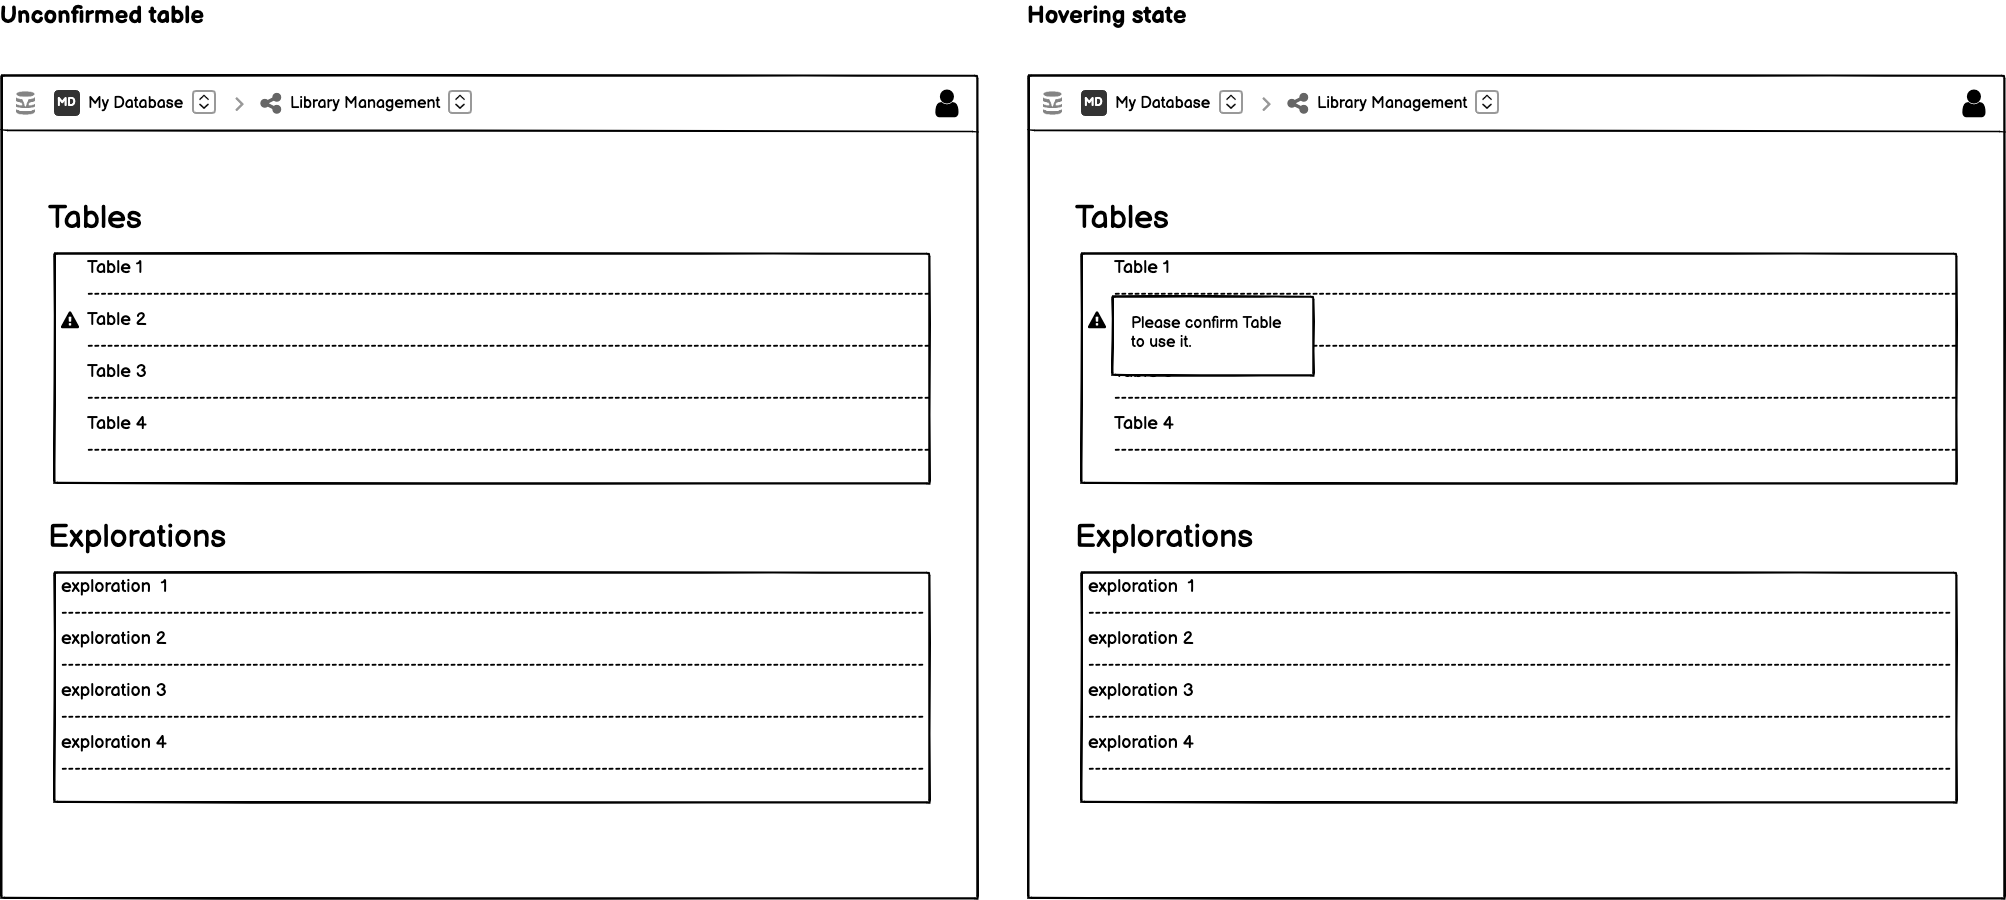 Unconfirmed table
MD My Database Library Management
Tables
Table 1
Table 2
Table 3
Table 4
Explorations
exploration 1
exploration 2
exploration 3
exploration 4
Hovering state
MD My Database Library Management
Tables
Table 1
Please confirm Table
to use it.
Table 4
Explorations
exploration 1
exploration 2
exploration 3
exploration 4